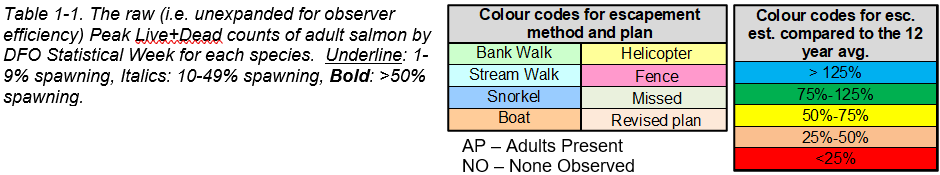 Table 1-1. The raw (i.e. unexpanded for observer
efficiency) Peak Live+Dead counts of adult salmon by
DFO Statistical Week for each species. Underline: 1-
9% spawning, Italics: 10-49% spawning, Bold: >50%
spawning.
Colour codes for escapement
method and plan
Bank Walk Helicopter
Stream Walk Fence
Snorkel Missed
Boat Revised plan
AP – Adults Present
NO – None Observed
Colour codes for esc.
est. compared to the 12
year avg.
> 125%
75%-125%
50%-75%
25%-50%
<25%